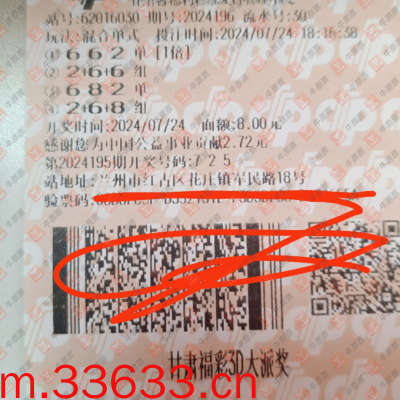 站号:62016030 期号:2024196 流水号:30
玩法:混合单式 投注时间:2024/07/24 18:16:38
(1) 6 6 2 单 [1倍]
(2) 2+6+6 组
(3) 6 8 2 单
(4) 2+6+8 组
开奖时间:2024/07/24 面额:8.00元
感谢您为中国公益事业贡献2.72元
第2024195期开奖号码:7 2 5
站地址:兰州市红古区花庄镇军民路18号
验票码:
甘肃福彩3D大派奖
m.33633.cn